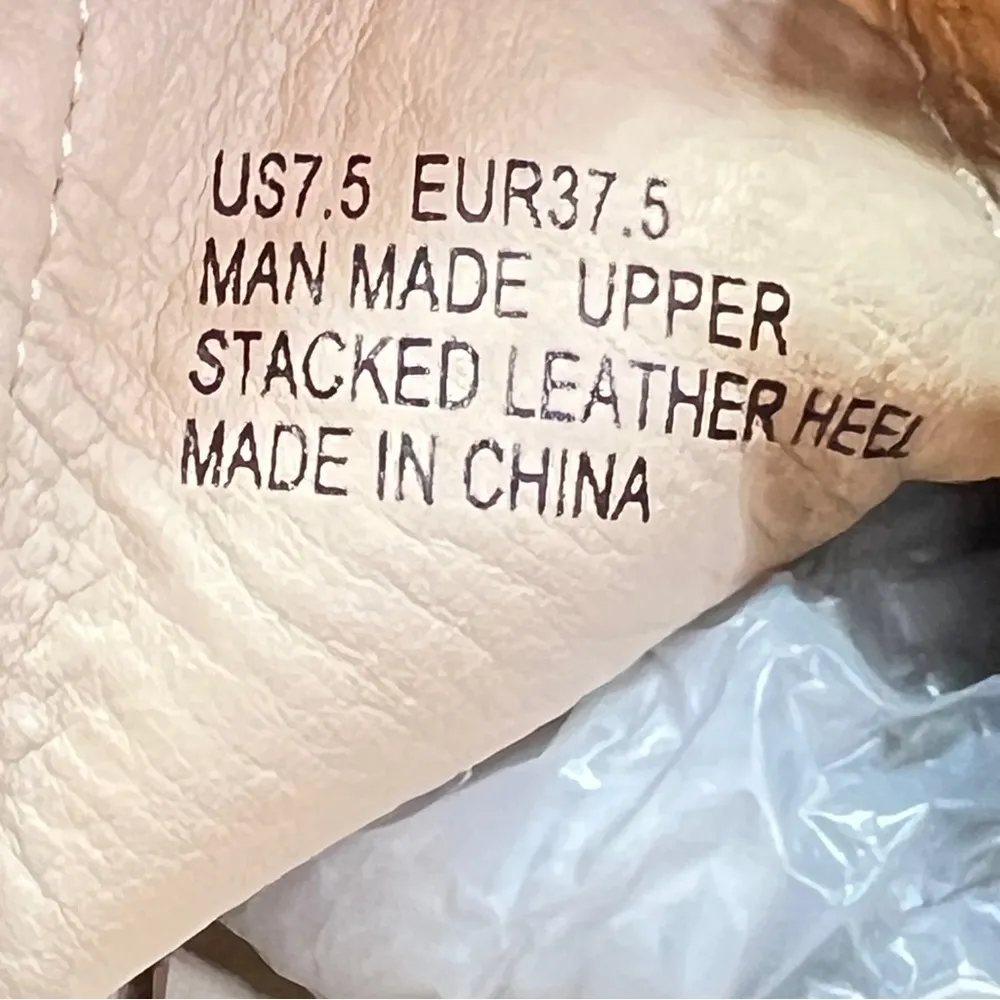 US7.5 EUR37.5
MAN MADE UPPER
STACKED LEATHER HEEL
MADE IN CHINA